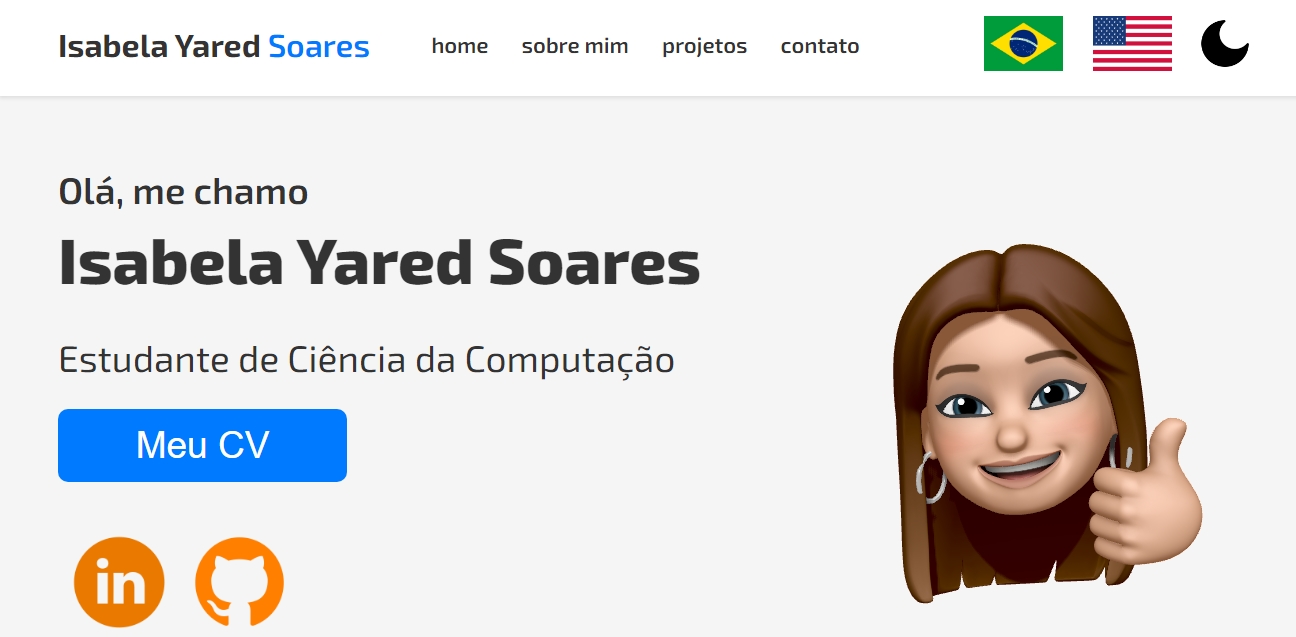 Isabela Yared Soares
home sobre mim projetos contato
Olá, me chamo
Isabela Yared Soares
Estudante de Ciência da Computação
Meu CV
in